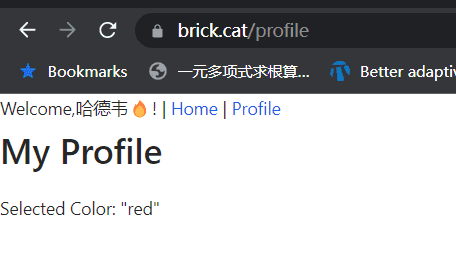 brick.cat/profile
Bookmarks 一元多项式求根算... Better adaptiv
Welcome,哈德韦🔥! | Home | Profile
My Profile
Selected Color: "red"